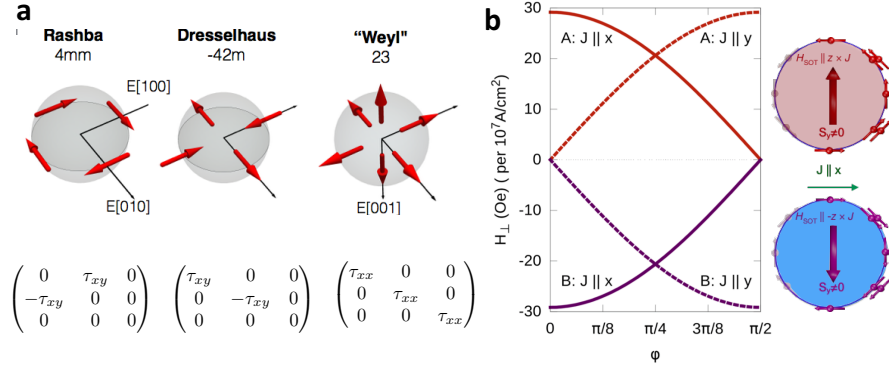 a
Rashba
4mm
Dresselhaus
-42m
"Weyl"
23
E[100]
E[010]
E[001]
0 τxy 0
-τxy 0 0
0 0 0
τxy 0 0
0 -τxy 0
0 0 0
τxx 0 0
0 τxx 0
0 0 τxx
b
H⊥ (Oe) ( per 10⁷A/cm²)
30
20
10
0
-10
-20
-30
A: J || x
A: J || y
B: J || x
B: J || y
0
π/8
π/4
3π/8
π/2
φ
HSOT || z × J
Sy≠0
J || x
HSOT || -z × J
Sy≠0